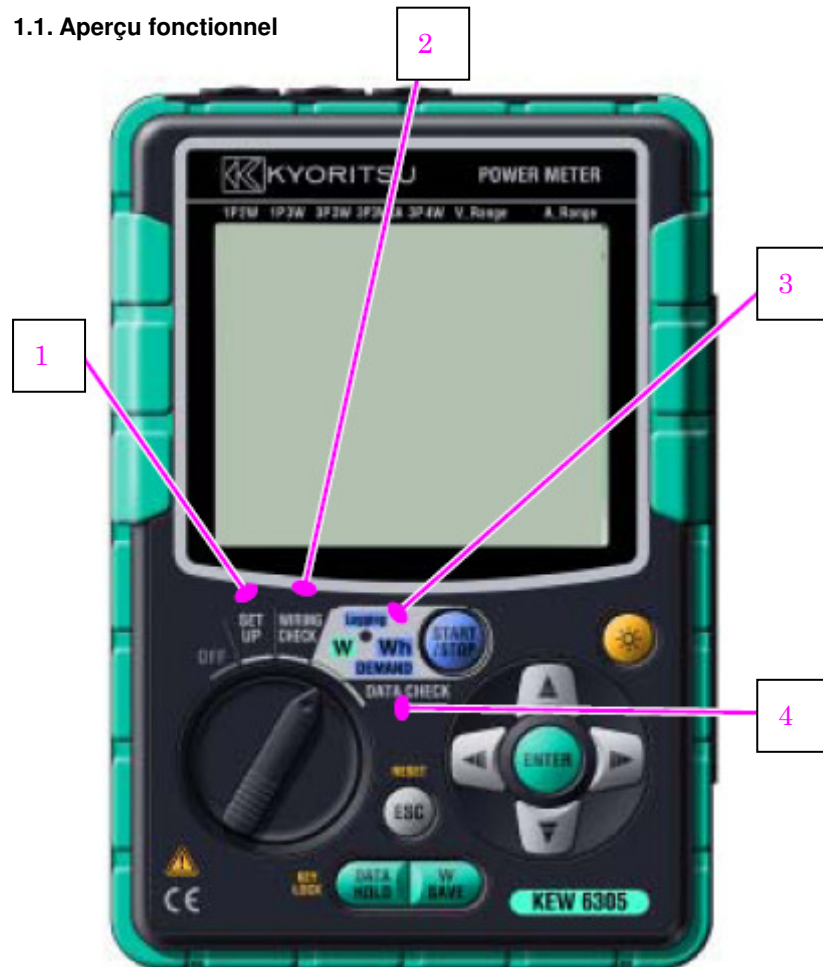 1.1. Aperçu fonctionnel
2
KYORITSU POWER METER
1P2W 1P3W 3P3W 3P3W3A 3P4W V.Range A.Range
3
1
SET UP
WIRING CHECK
Logging
OFF
W Wh
DEMAND
START /STOP
DATA CHECK
4
ENTER
RESET
ESC
KEY LOCK
DATA HOLD
W SAVE
CE
KEW 6305